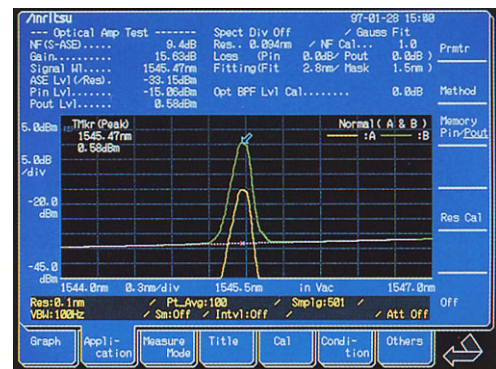 Anritsu 97-01-28 15:00
--- Optical Amp Test ------- Spect Div Off / Gauss Fit
NF(S-ASE)..... 9.4dB Res.. 0.094nm / NF Cal... 1.0
Gain.......... 15.63dB Loss (Pin 0.0dB/ Pout 0.0dB )
Signal Wl..... 1545.47nm Fitting(Fit 2.8nm/ Mask 1.5nm )
ASE Lvl(/Res). -33.15dBm
Pin Lvl....... -15.06dBm Opt BPF Lvl Cal........ 0.0dB
Pout Lvl...... 0.58dBm
Prmtr
Method
Memory
Pin/Pout
Res Cal
Off
5.0dBm TMkr(Peak) Normal( A & B )
1545.47nm :A :B
0.58dBm
5.0dB
/div
-20.0
dBm
-45.0
dBm
1544.0nm 0.3nm/div 1545.5nm in Vac 1547.0nm
Res:0.1nm / Pt_Avg:100 / Smplg:501 /
VBW:100Hz / Sm:Off / Intvl:Off / / Att Off
Graph Appli- Measure Title Cal Condi- Others
cation Mode tion